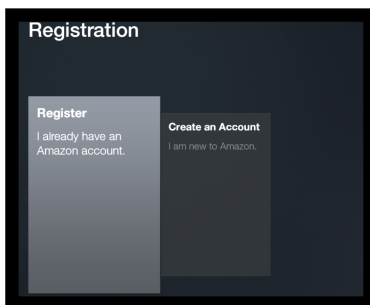 Registration
Register
I already have an
Amazon account.
Create an Account
I am new to Amazon.